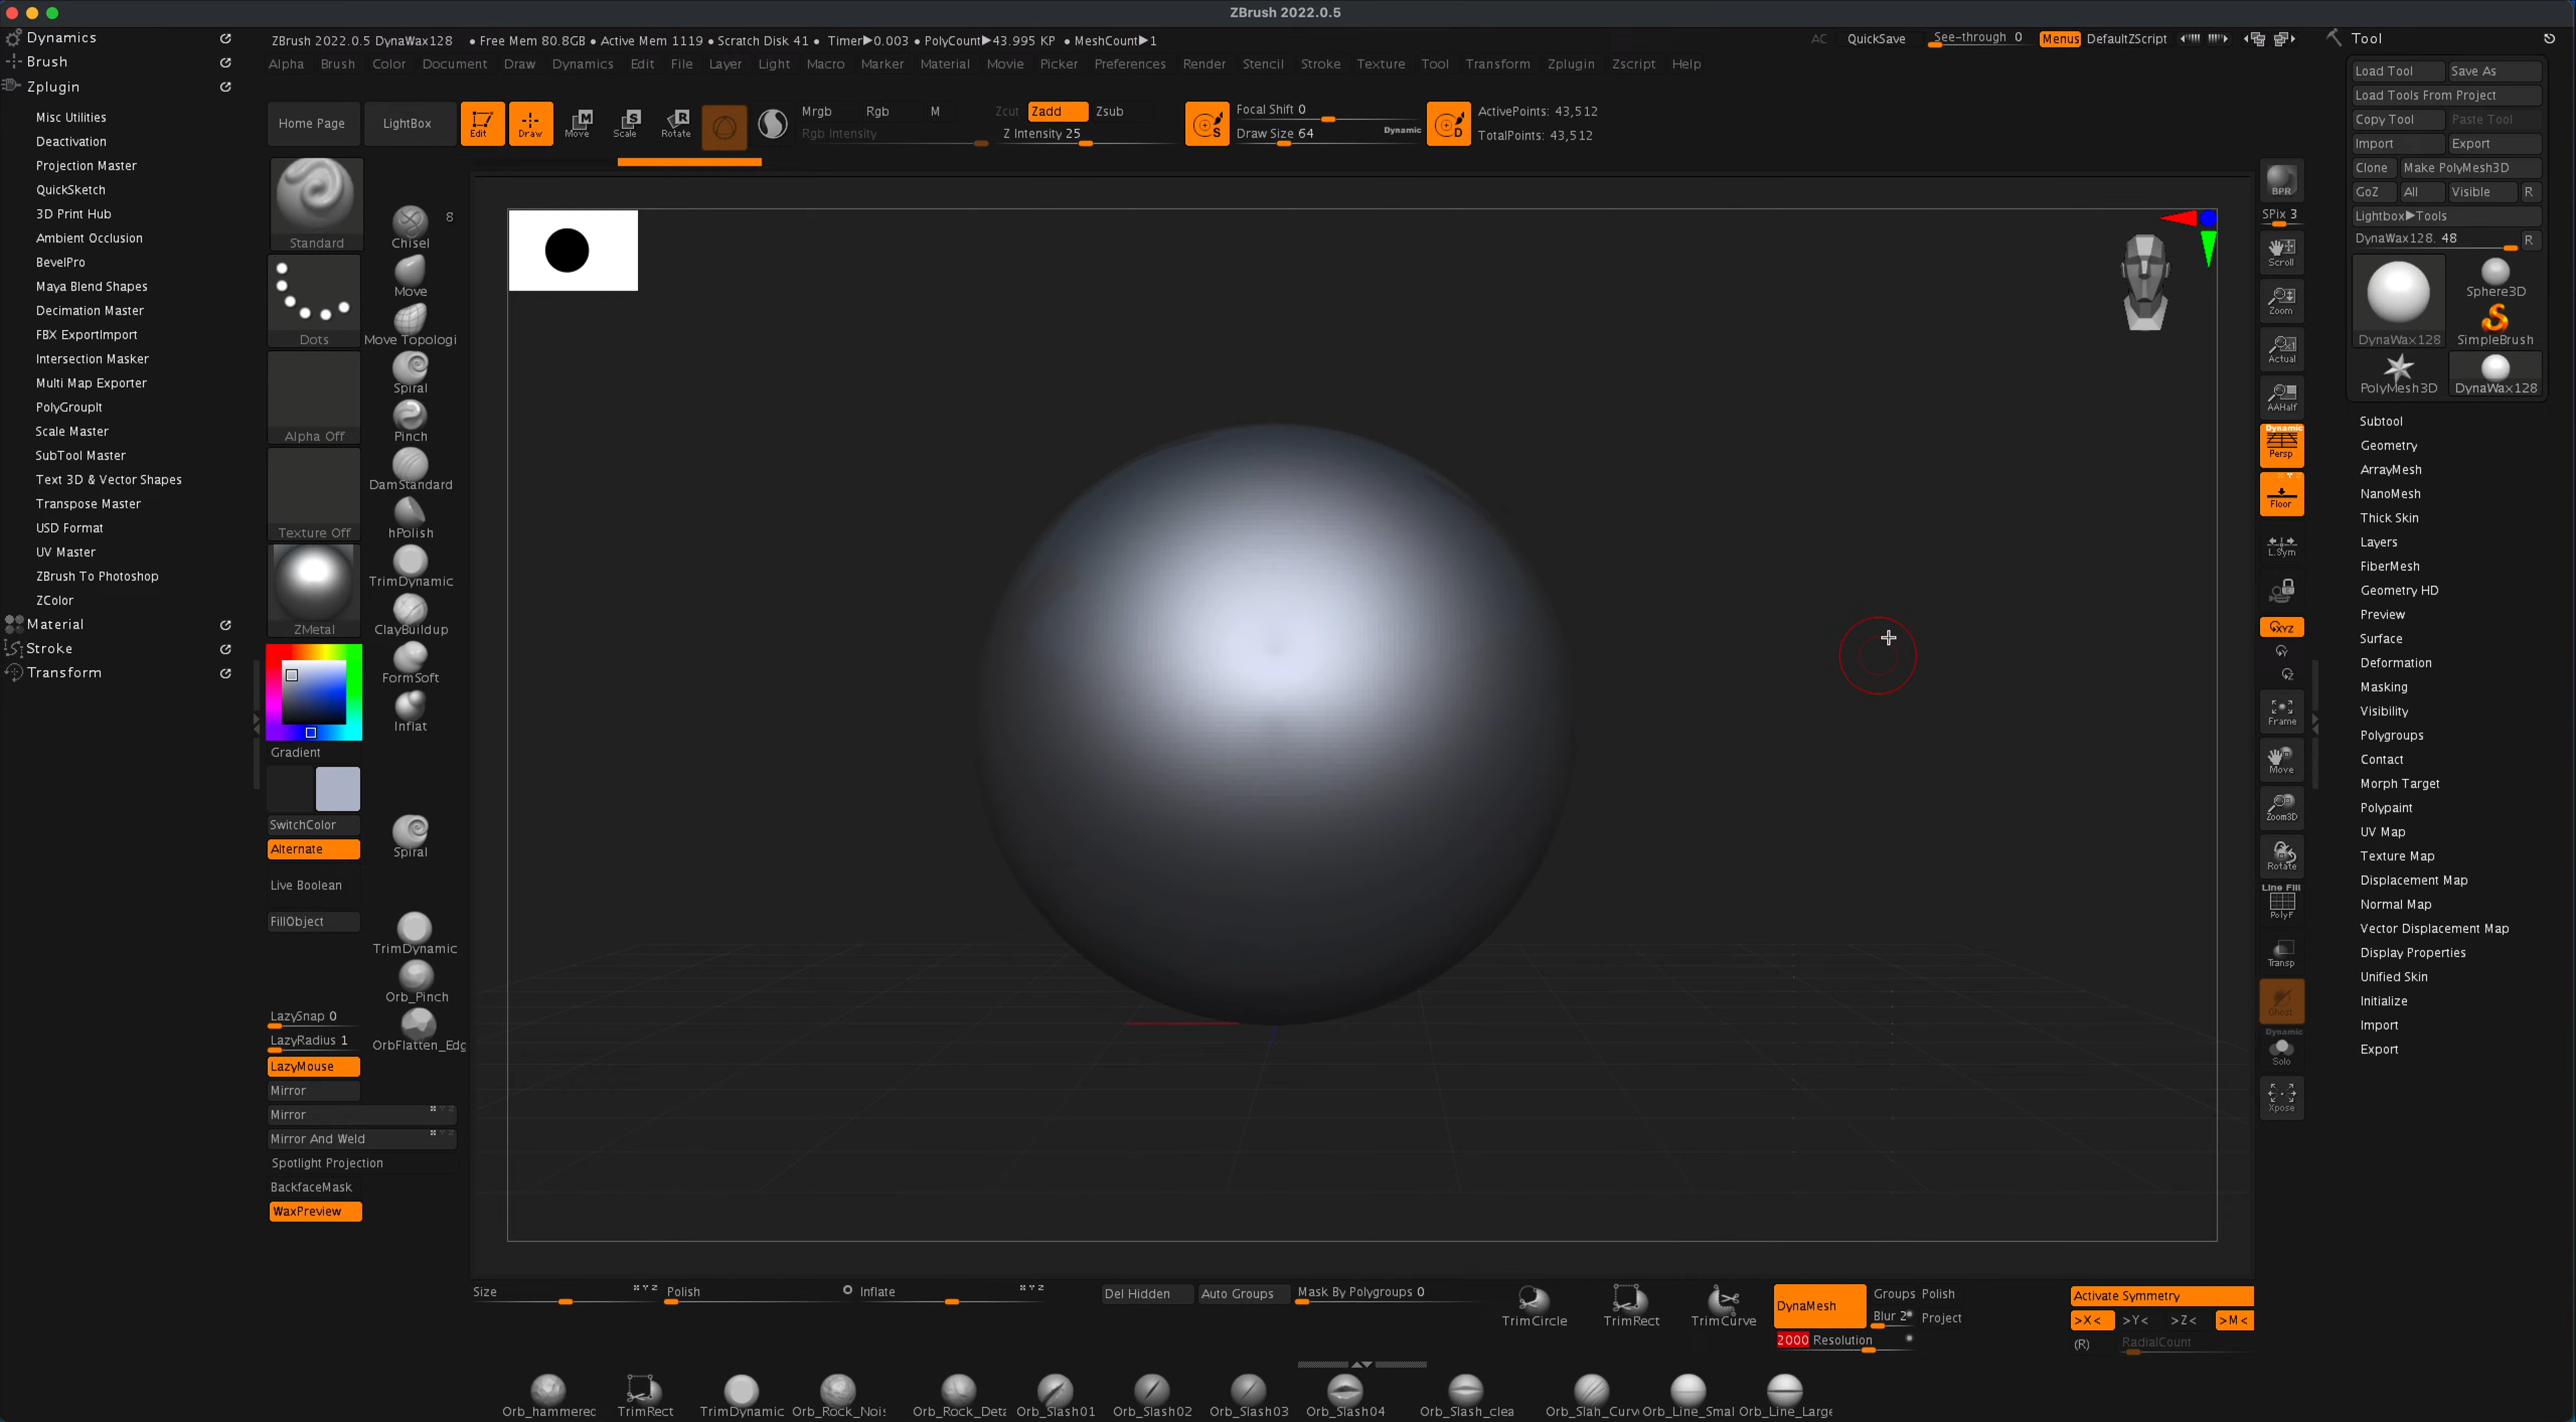 ZBrush 2022.0.5
Dynamics
Brush
Zplugin
Misc Utilities
Deactivation
Projection Master
QuickSketch
3D Print Hub
Ambient Occlusion
BevelPro
Maya Blend Shapes
Decimation Master
FBX ExportImport
Intersection Masker
Multi Map Exporter
PolyGroupIt
Scale Master
SubTool Master
Text 3D & Vector Shapes
Transpose Master
USD Format
UV Master
ZBrush To Photoshop
ZColor
Material
Stroke
Transform
ZBrush 2022.0.5 DynaWax128 • Free Mem 80.8GB • Active Mem 1119 • Scratch Disk 41 • Timer▶0.003 • PolyCount▶43.995 KP • MeshCount▶1
AC QuickSave See-through 0 Menus DefaultZScript
Alpha Brush Color Document Draw Dynamics Edit File Layer Light Macro Marker Material Movie Picker Preferences Render Stencil Stroke Texture Tool Transform Zplugin Zscript Help
Home Page LightBox Edit Draw Move Scale Rotate
Mrgb Rgb M
Rgb Intensity
Zcut Zadd Zsub
Z Intensity 25
Focal Shift 0
Draw Size 64 Dynamic
ActivePoints: 43,512
TotalPoints: 43,512
Standard
Dots
Alpha Off
Texture Off
ZMetal
Gradient
SwitchColor
Alternate
Live Boolean
FillObject
LazySnap 0
LazyRadius 1
LazyMouse
Mirror
Mirror
Mirror And Weld
Spotlight Projection
BackfaceMask
WaxPreview
8
Chisel
Move
Move Topologi
Spiral
Pinch
DamStandard
hPolish
TrimDynamic
ClayBuildup
FormSoft
Inflat
Spiral
TrimDynamic
Orb_Pinch
OrbFlatten_Edg
BPR
SPix 3
Scroll
Zoom
Actual
AAHalf
Dynamic
Persp
Floor
L.Sym
XYZ
Y
Z
Frame
Move
Zoom3D
Rotate
Line Fill
PolyF
Transp
Ghost
Dynamic
Solo
Xpose
Tool
Load Tool Save As
Load Tools From Project
Copy Tool Paste Tool
Import Export
Clone Make PolyMesh3D
GoZ All Visible R
Lightbox▶Tools
DynaWax128. 48 R
DynaWax128 Sphere3D
SimpleBrush
PolyMesh3D DynaWax128
Subtool
Geometry
ArrayMesh
NanoMesh
Thick Skin
Layers
FiberMesh
Geometry HD
Preview
Surface
Deformation
Masking
Visibility
Polygroups
Contact
Morph Target
Polypaint
UV Map
Texture Map
Displacement Map
Normal Map
Vector Displacement Map
Display Properties
Unified Skin
Initialize
Import
Export
Size Polish Inflate
Del Hidden Auto Groups Mask By Polygroups 0
TrimCircle TrimRect TrimCurve
DynaMesh Groups Polish
Blur 2 Project
2000 Resolution
Activate Symmetry
>X< >Y< >Z< >M<
(R) RadialCount
Orb_hammerec TrimRect TrimDynamic Orb_Rock_Nois Orb_Rock_Deta Orb_Slash01 Orb_Slash02 Orb_Slash03 Orb_Slash04 Orb_Slash_clea Orb_Slah_Curv Orb_Line_Smal Orb_Line_Large